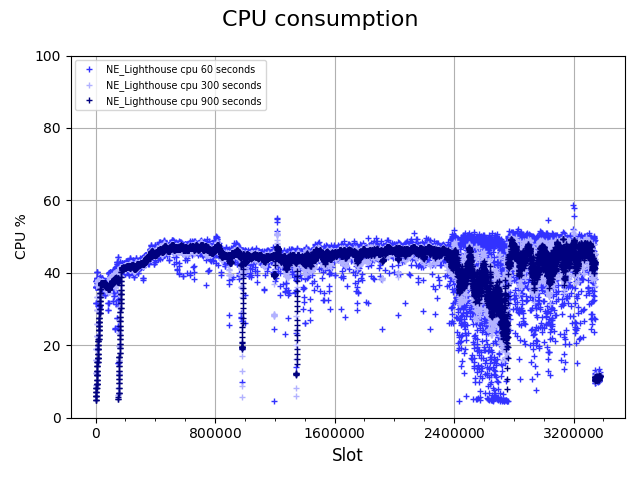 CPU consumption
NE_Lighthouse cpu 60 seconds
NE_Lighthouse cpu 300 seconds
NE_Lighthouse cpu 900 seconds
CPU %
100
80
60
40
20
0
0 800000 1600000 2400000 3200000
Slot